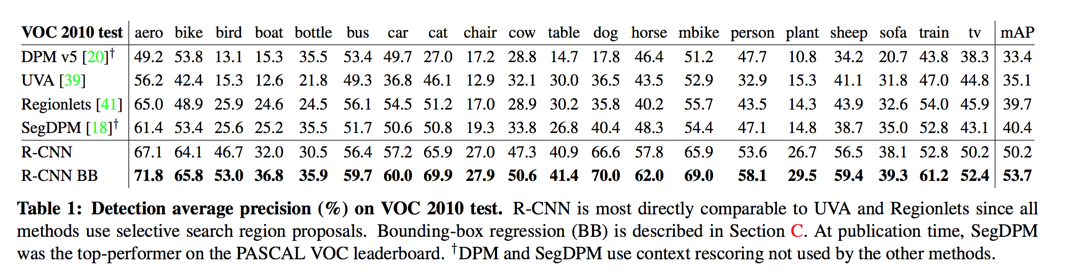 VOC 2010 test aero bike bird boat bottle bus car cat chair cow table dog horse mbike person plant sheep sofa train tv mAP
DPM v5 [20]† 49.2 53.8 13.1 15.3 35.5 53.4 49.7 27.0 17.2 28.8 14.7 17.8 46.4 51.2 47.7 10.8 34.2 20.7 43.8 38.3 33.4
UVA [39] 56.2 42.4 15.3 12.6 21.8 49.3 36.8 46.1 12.9 32.1 30.0 36.5 43.5 52.9 32.9 15.3 41.1 31.8 47.0 44.8 35.1
Regionlets [41] 65.0 48.9 25.9 24.6 24.5 56.1 54.5 51.2 17.0 28.9 30.2 35.8 40.2 55.7 43.5 14.3 43.9 32.6 54.0 45.9 39.7
SegDPM [18]† 61.4 53.4 25.6 25.2 35.5 51.7 50.6 50.8 19.3 33.8 26.8 40.4 48.3 54.4 47.1 14.8 38.7 35.0 52.8 43.1 40.4
R-CNN 67.1 64.1 46.7 32.0 30.5 56.4 57.2 65.9 27.0 47.3 40.9 66.6 57.8 65.9 53.6 26.7 56.5 38.1 52.8 50.2 50.2
R-CNN BB 71.8 65.8 53.0 36.8 35.9 59.7 60.0 69.9 27.9 50.6 41.4 70.0 62.0 69.0 58.1 29.5 59.4 39.3 61.2 52.4 53.7
Table 1: Detection average precision (%) on VOC 2010 test. R-CNN is most directly comparable to UVA and Regionlets since all
methods use selective search region proposals. Bounding-box regression (BB) is described in Section C. At publication time, SegDPM
was the top-performer on the PASCAL VOC leaderboard. †DPM and SegDPM use context rescoring not used by the other methods.